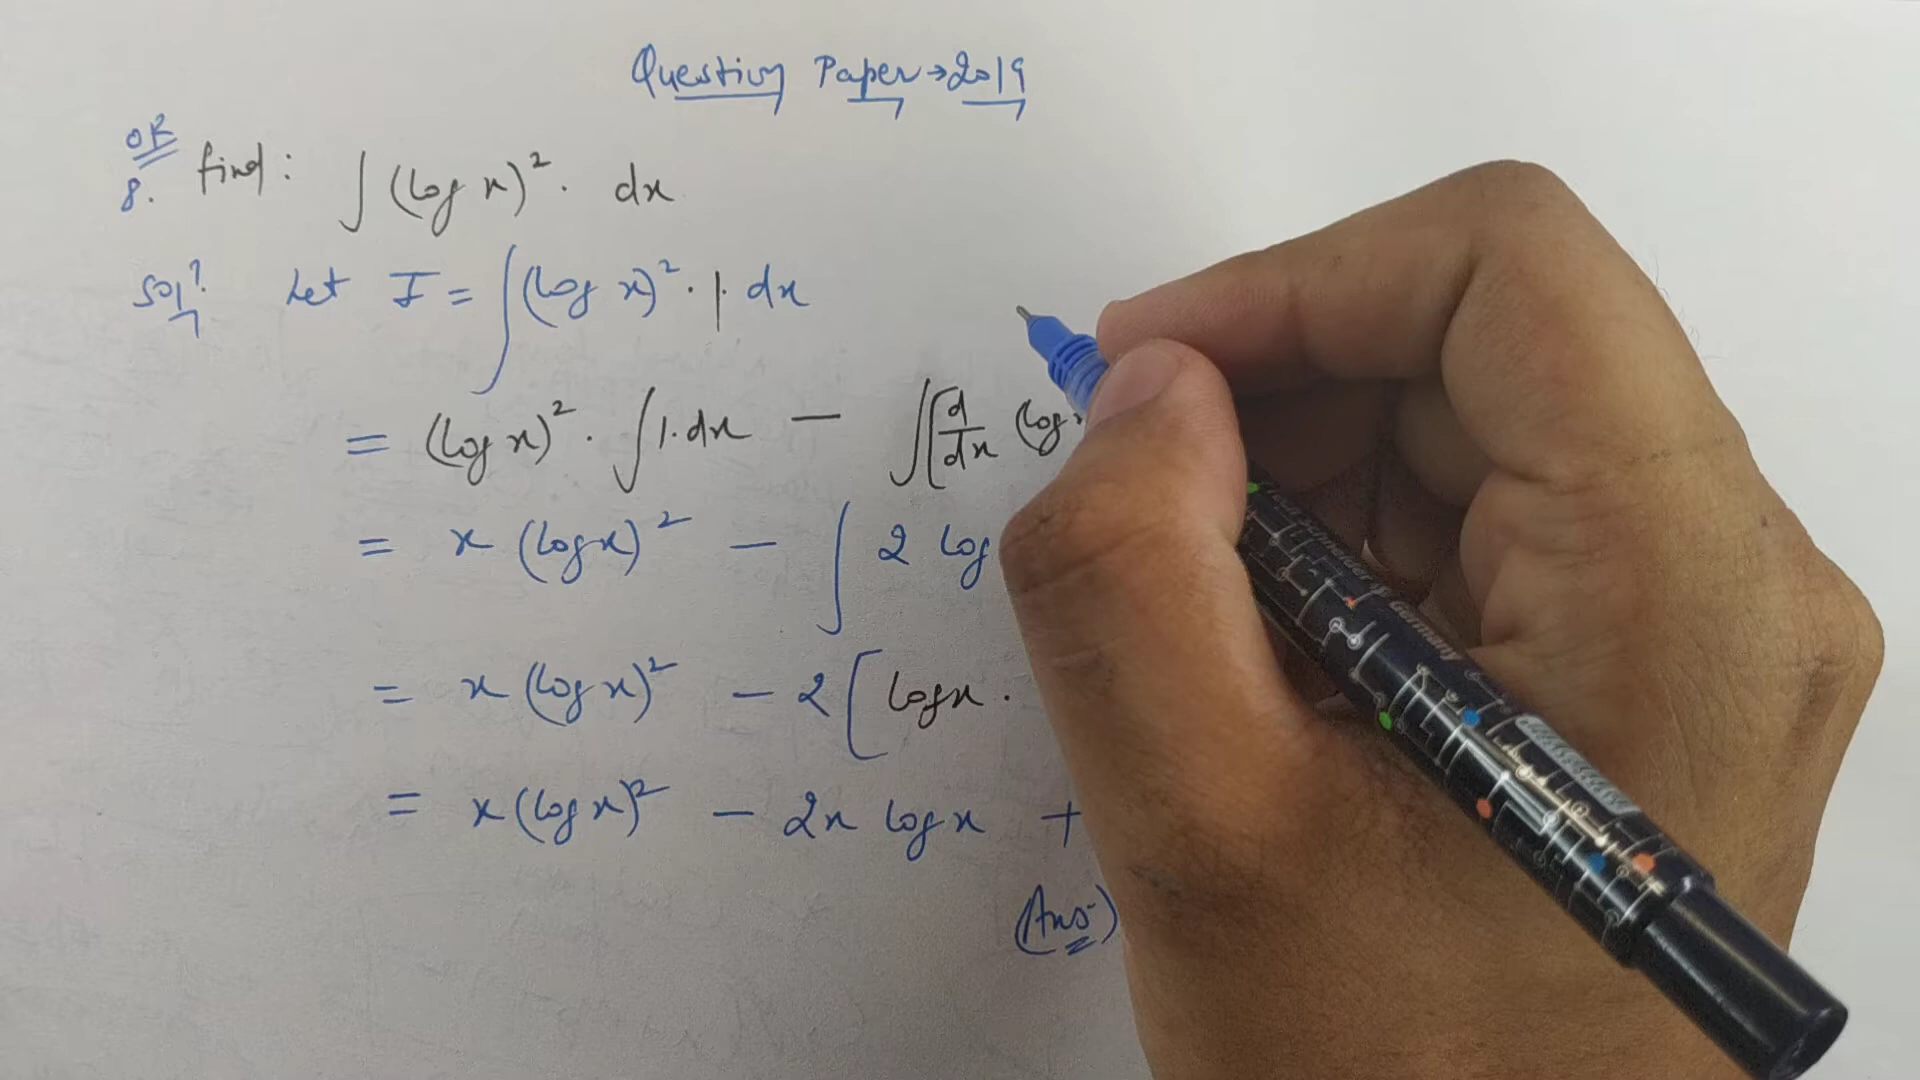 Question Paper → 2019
OR
8. find: ∫ (log x)². dx
Sol? Let I = ∫ (log x)² . 1. dx
= (log x)² . ∫ 1. dx − ∫ [ d/dx (log
= x (log x)² − ∫ 2 log
= x (log x)² − 2 [ log x .
= x (log x)² − 2x log x +
(Ans)
Germany